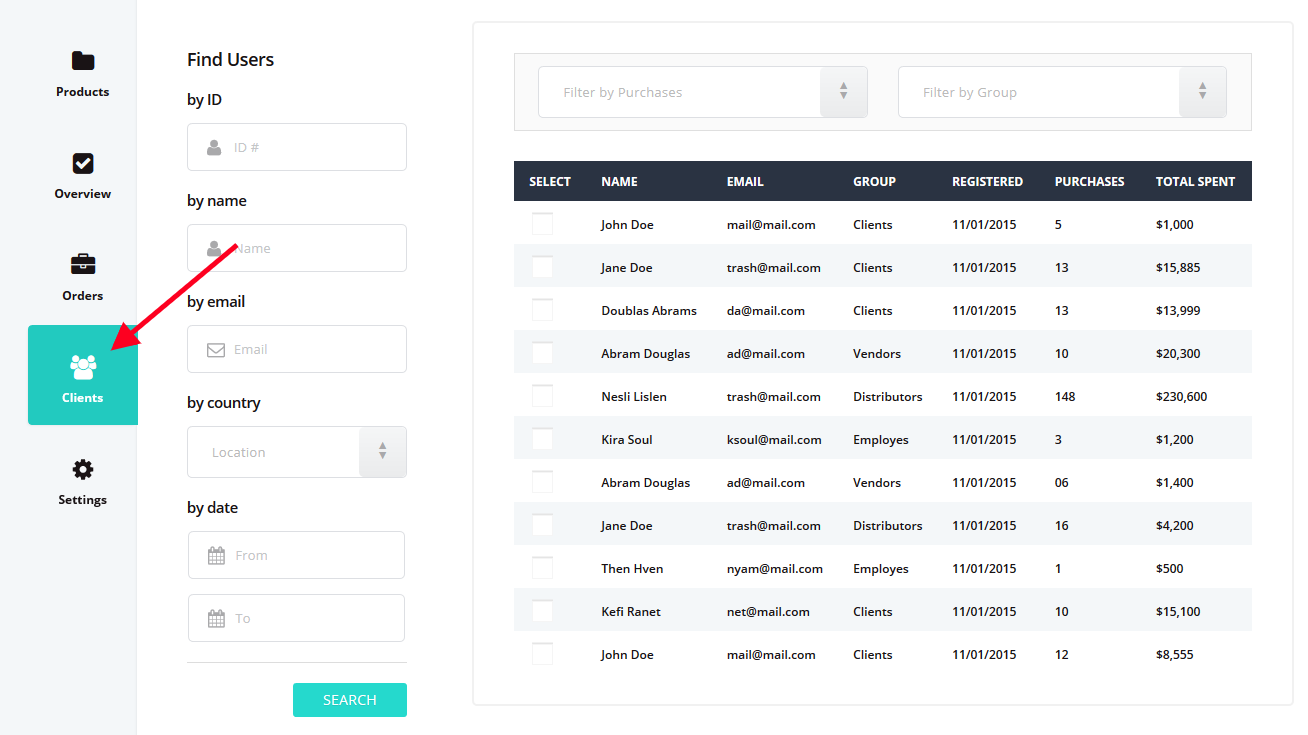 Products
Overview
Orders
Clients
Settings
Find Users
by ID
ID #
by name
Name
by email
Email
by country
Location
by date
From
To
SEARCH
Filter by Purchases Filter by Group
SELECT NAME EMAIL GROUP REGISTERED PURCHASES TOTAL SPENT
John Doe mail@mail.com Clients 11/01/2015 5 $1,000
Jane Doe trash@mail.com Clients 11/01/2015 13 $15,885
Doublas Abrams da@mail.com Clients 11/01/2015 13 $13,999
Abram Douglas ad@mail.com Vendors 11/01/2015 10 $20,300
Nesli Lislen trash@mail.com Distributors 11/01/2015 148 $230,600
Kira Soul ksoul@mail.com Employes 11/01/2015 3 $1,200
Abram Douglas ad@mail.com Vendors 11/01/2015 06 $1,400
Jane Doe trash@mail.com Distributors 11/01/2015 16 $4,200
Then Hven nyam@mail.com Employes 11/01/2015 1 $500
Kefi Ranet net@mail.com Clients 11/01/2015 10 $15,100
John Doe mail@mail.com Clients 11/01/2015 12 $8,555